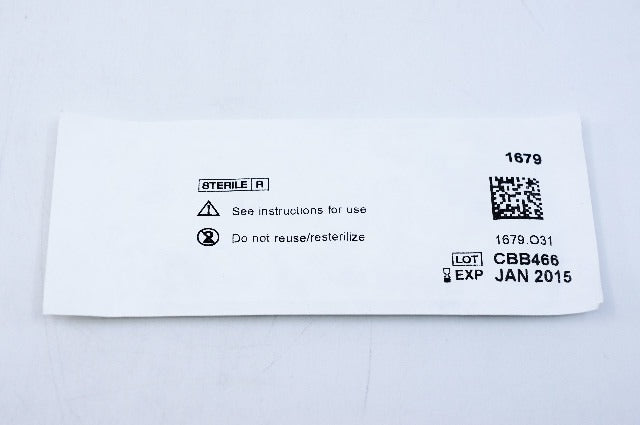 1679
STERILE R
See instructions for use
Do not reuse/resterilize
1679.O31
LOT CBB466
EXP JAN 2015